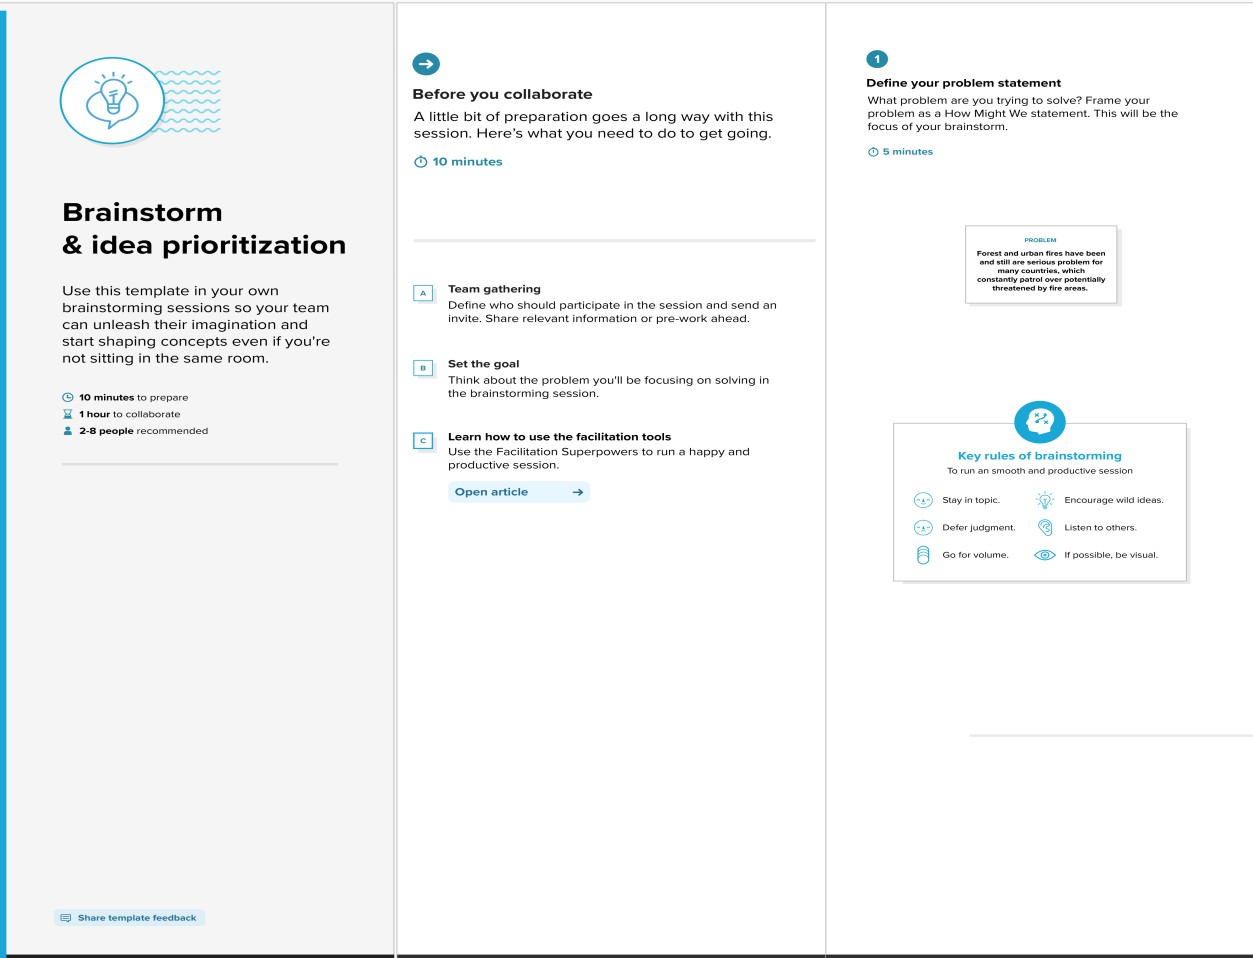 Brainstorm
& idea prioritization
Use this template in your own
brainstorming sessions so your team
can unleash their imagination and
start shaping concepts even if you're
not sitting in the same room.
10 minutes to prepare
1 hour to collaborate
2-8 people recommended
Share template feedback
Before you collaborate
A little bit of preparation goes a long way with this
session. Here's what you need to do to get going.
10 minutes
A
Team gathering
Define who should participate in the session and send an
invite. Share relevant information or pre-work ahead.
B
Set the goal
Think about the problem you'll be focusing on solving in
the brainstorming session.
C
Learn how to use the facilitation tools
Use the Facilitation Superpowers to run a happy and
productive session.
Open article
1
Define your problem statement
What problem are you trying to solve? Frame your
problem as a How Might We statement. This will be the
focus of your brainstorm.
5 minutes
PROBLEM
Forest and urban fires have been
and still are serious problem for
many countries, which
constantly patrol over potentially
threatened by fire areas.
Key rules of brainstorming
To run an smooth and productive session
Stay in topic.
Encourage wild ideas.
Defer judgment.
Listen to others.
Go for volume.
If possible, be visual.